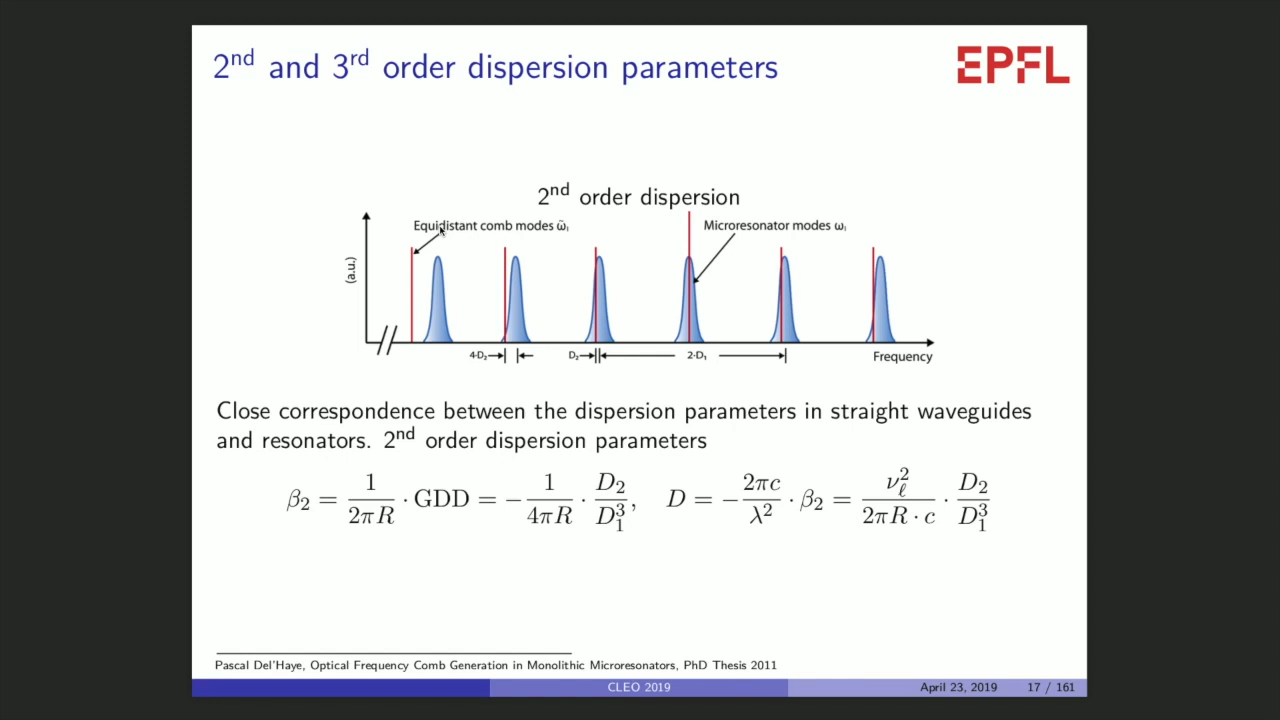 2nd and 3rd order dispersion parameters
EPFL
2nd order dispersion
Equidistant comb modes ω̃ₗ
Microresonator modes ωₗ
(a.u.)
4·D₂
D₂
2·D₁
Frequency
Close correspondence between the dispersion parameters in straight waveguides
and resonators. 2nd order dispersion parameters
β₂ = 1/(2πR) · GDD = − 1/(4πR) · D₂/D₁³, D = − 2πc/λ² · β₂ = ν_ℓ²/(2πR · c) · D₂/D₁³
Pascal Del'Haye, Optical Frequency Comb Generation in Monolithic Microresonators, PhD Thesis 2011
CLEO 2019
April 23, 2019 17 / 161